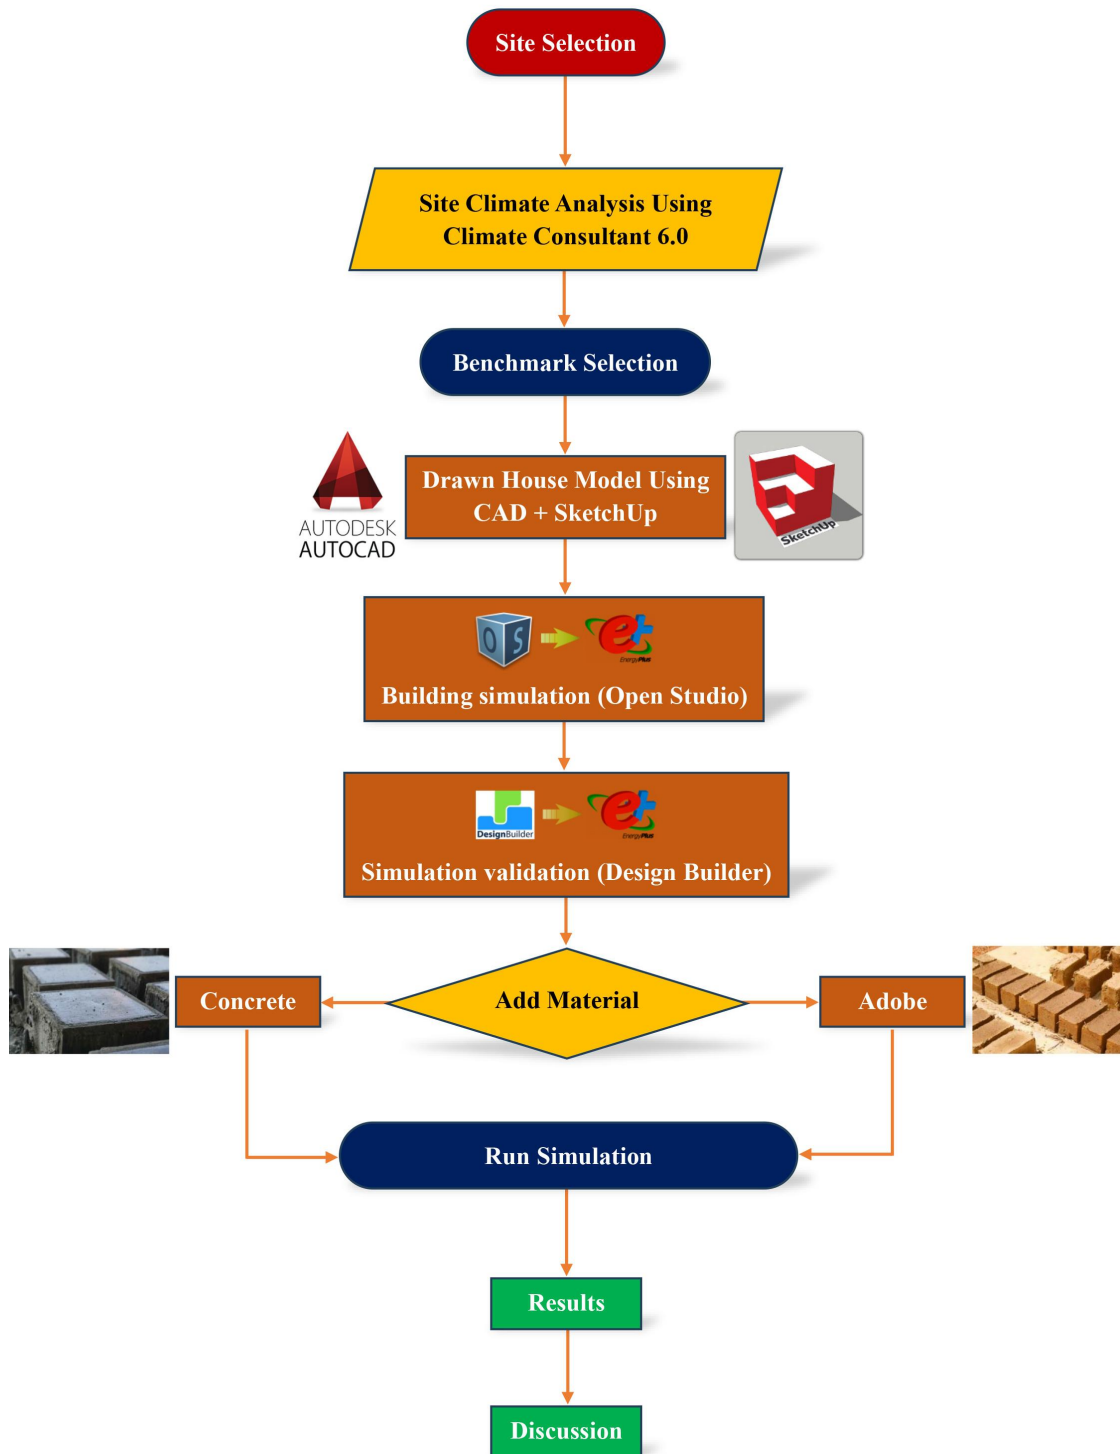 Site Selection
Site Climate Analysis Using
Climate Consultant 6.0
Benchmark Selection
AUTODESK
AUTOCAD
Drawn House Model Using
CAD + SketchUp
SketchUp
O S
e+
EnergyPlus
Building simulation (Open Studio)
DesignBuilder
e+
EnergyPlus
Simulation validation (Design Builder)
Concrete
Add Material
Adobe
Run Simulation
Results
Discussion